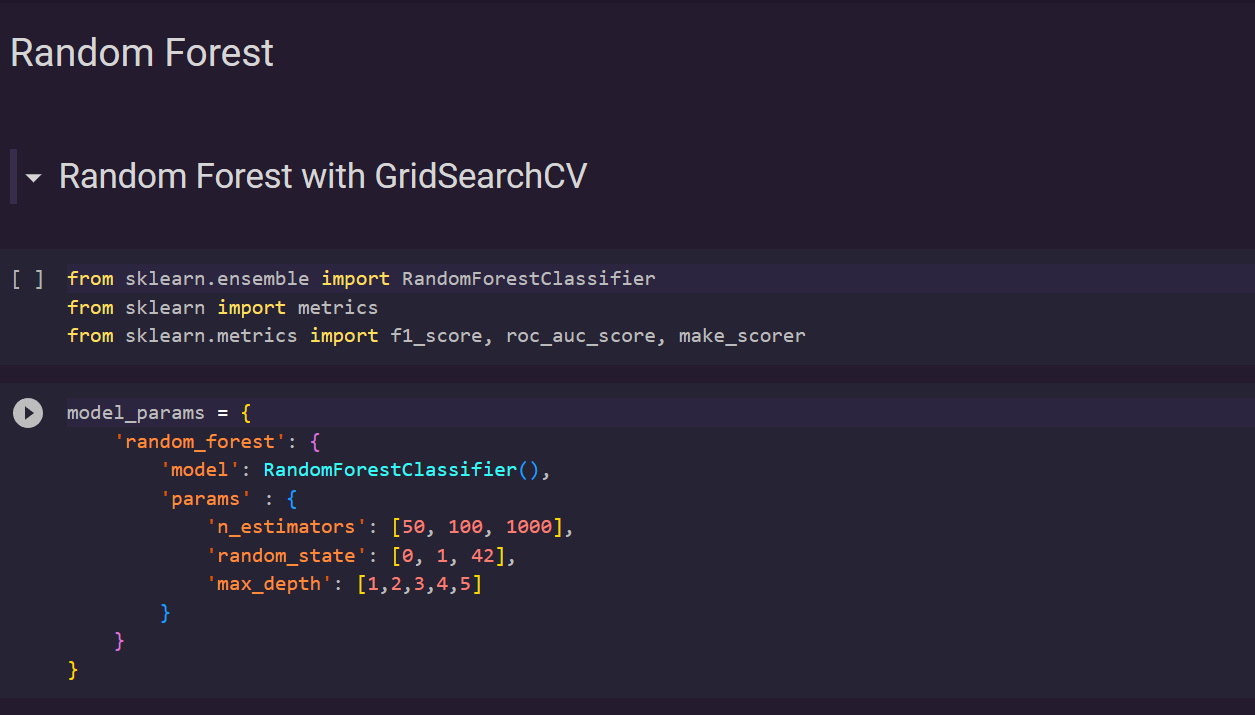 Random Forest
Random Forest with GridSearchCV
[ ] from sklearn.ensemble import RandomForestClassifier
from sklearn import metrics
from sklearn.metrics import f1_score, roc_auc_score, make_scorer
model_params = {
    'random_forest': {
        'model': RandomForestClassifier(),
        'params' : {
            'n_estimators': [50, 100, 1000],
            'random_state': [0, 1, 42],
            'max_depth': [1,2,3,4,5]
        }
    }
}